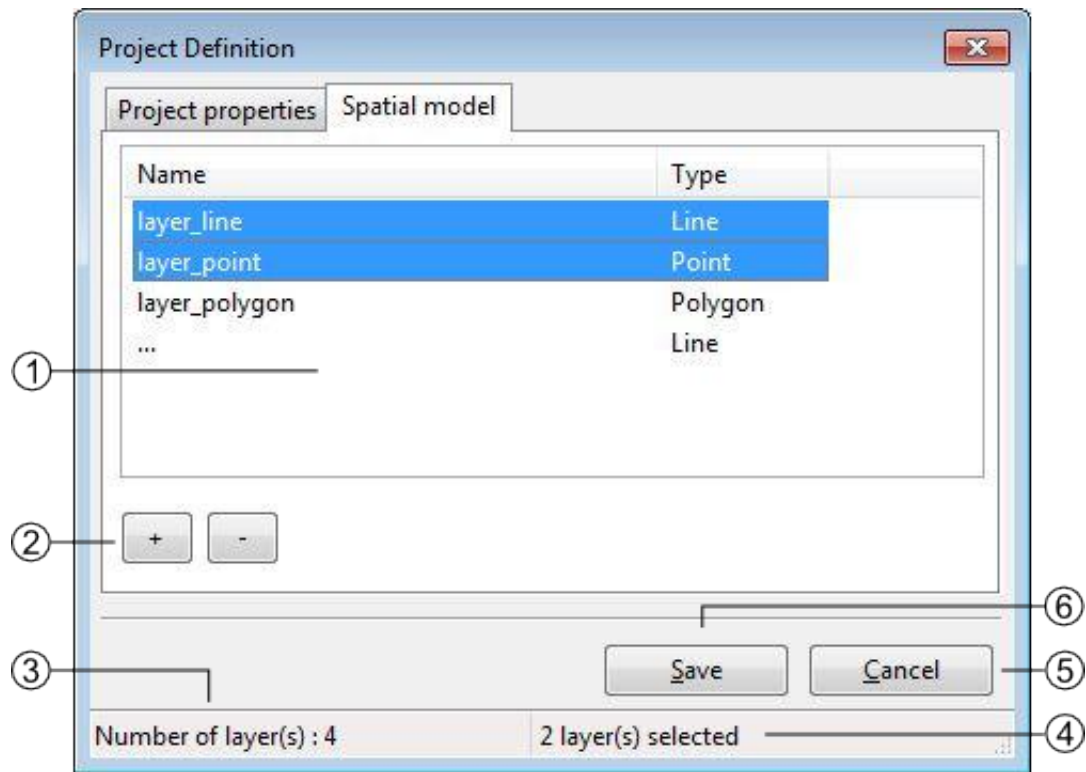 Project Definition
Project properties Spatial model
Name Type
layer_line Line
layer_point Point
layer_polygon Polygon
... Line
1
2
+ -
6
3
Save Cancel
5
Number of layer(s) : 4 2 layer(s) selected
4